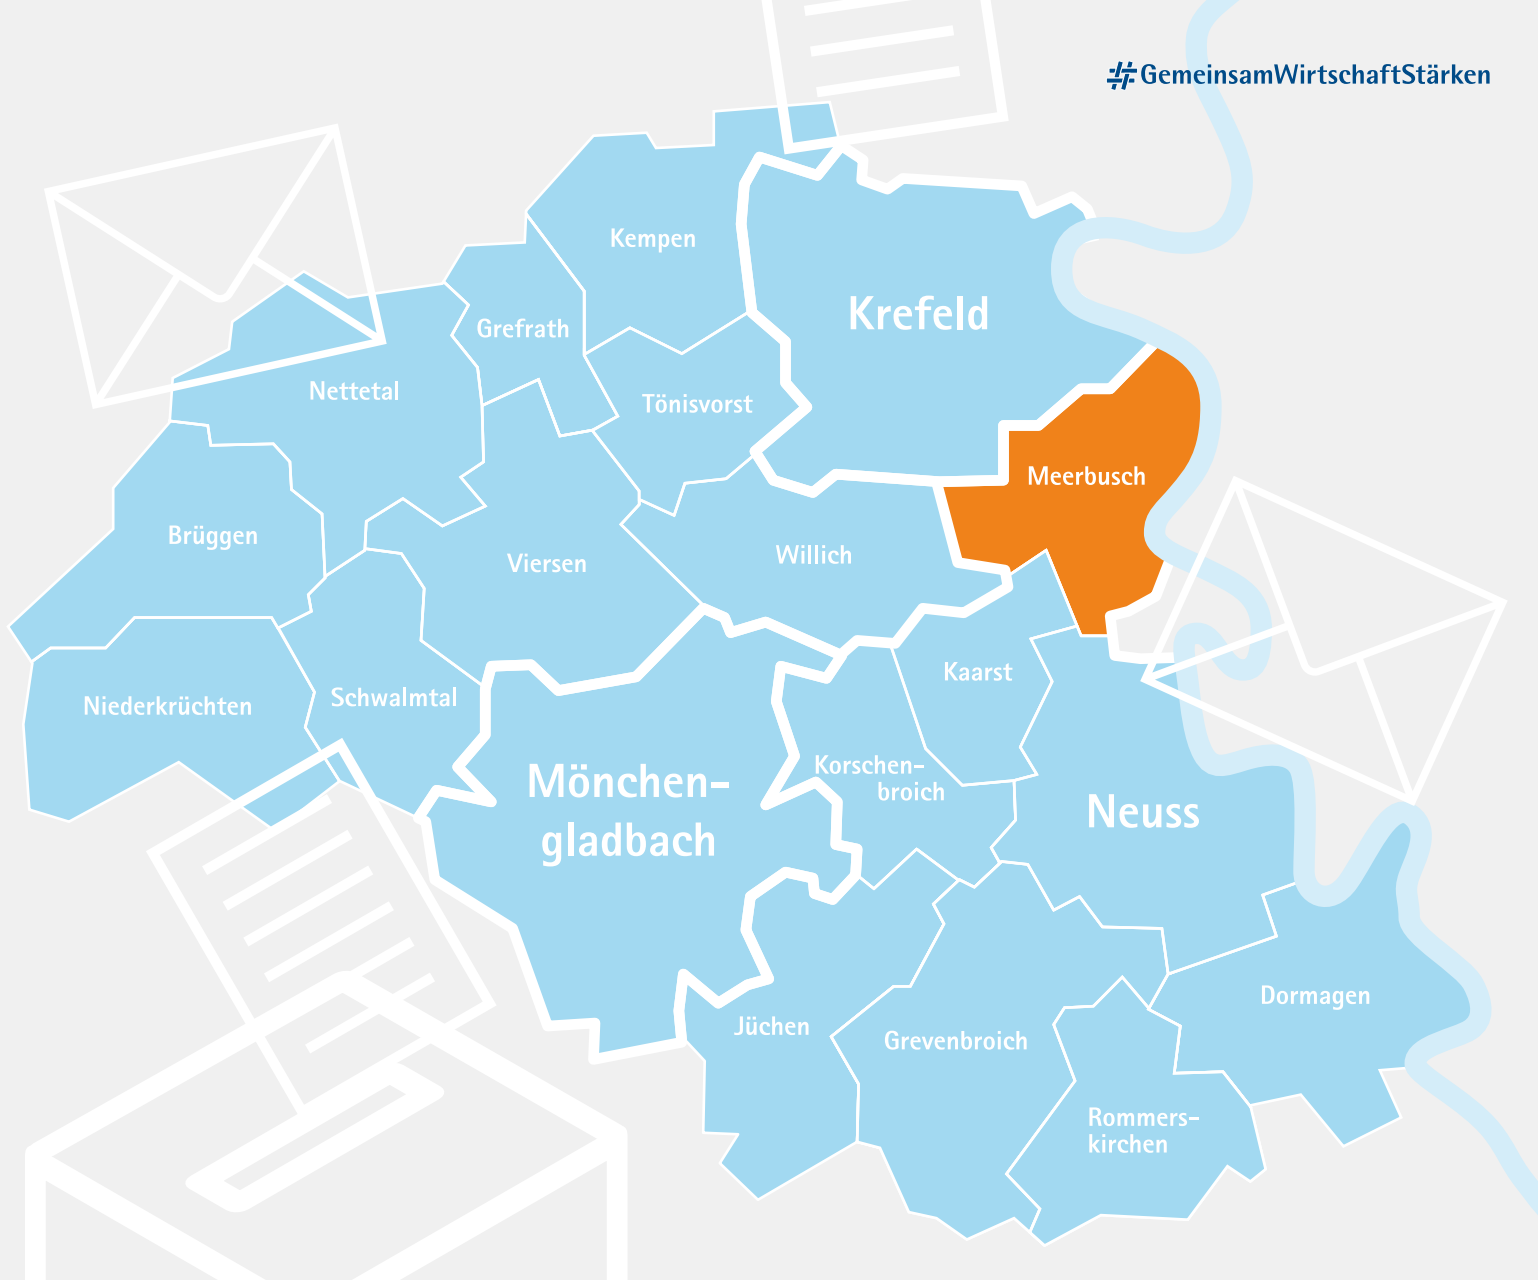 #GemeinsamWirtschaftStärken
Kempen
Krefeld
Grefrath
Nettetal
Tönisvorst
Meerbusch
Brüggen
Willich
Viersen
Kaarst
Schwalmtal
Niederkrüchten
Korschen-
broich
Mönchen-
gladbach
Neuss
Dormagen
Jüchen
Grevenbroich
Rommers-
kirchen